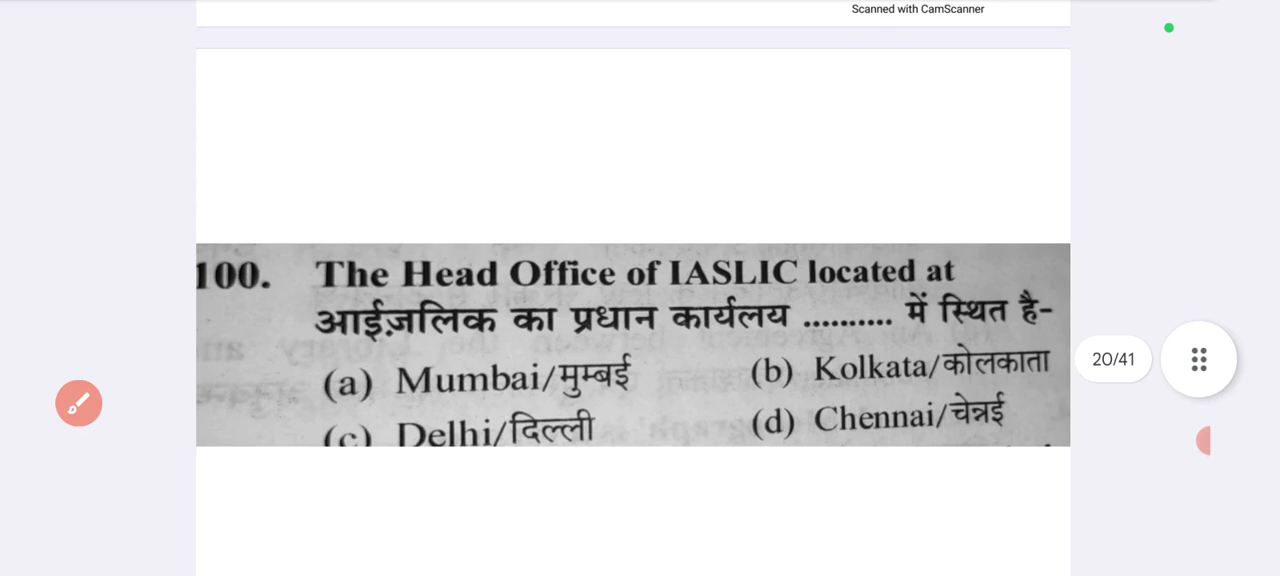 Scanned with CamScanner
100. The Head Office of IASLIC located at
आईज़लिक का प्रधान कार्यलय .......... में स्थित है-
(a) Mumbai/मुम्बई (b) Kolkata/कोलकाता
(c) Delhi/दिल्ली (d) Chennai/चेन्नई
20/41